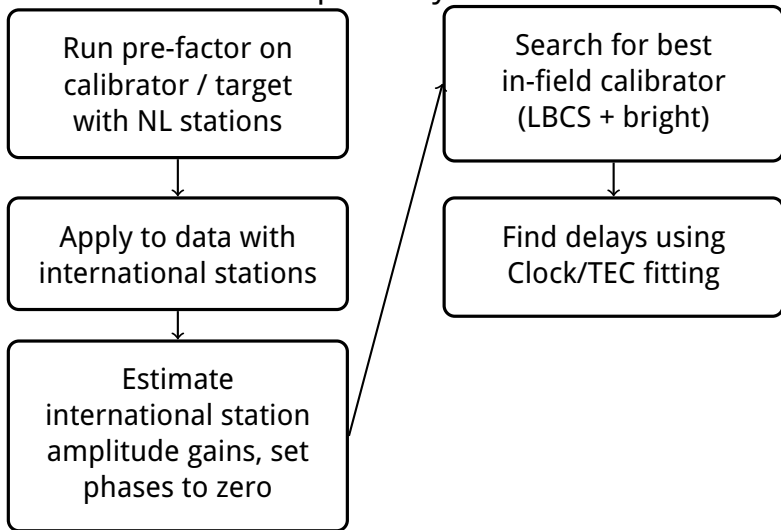 Run pre-factor on
calibrator / target
with NL stations
Apply to data with
international stations
Estimate
international station
amplitude gains, set
phases to zero
Search for best
in-field calibrator
(LBCS + bright)
Find delays using
Clock/TEC fitting